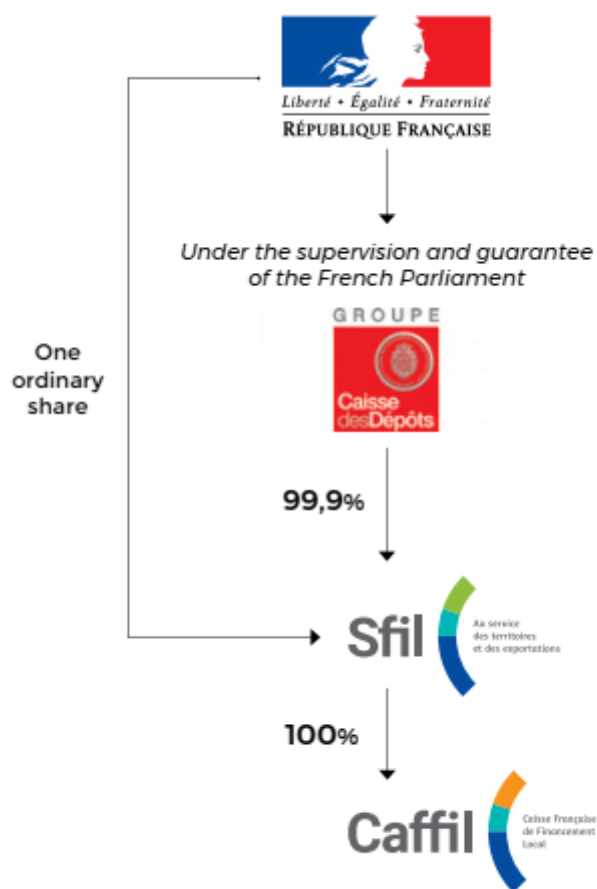 Liberté • Égalité • Fraternité
RÉPUBLIQUE FRANÇAISE
Under the supervision and guarantee
of the French Parliament
GROUPE
Caisse
desDépôts
One
ordinary
share
99,9%
Sfil
Au service
des territoires
et des exportations
100%
Caffil
Caisse Française
de Financement
Local